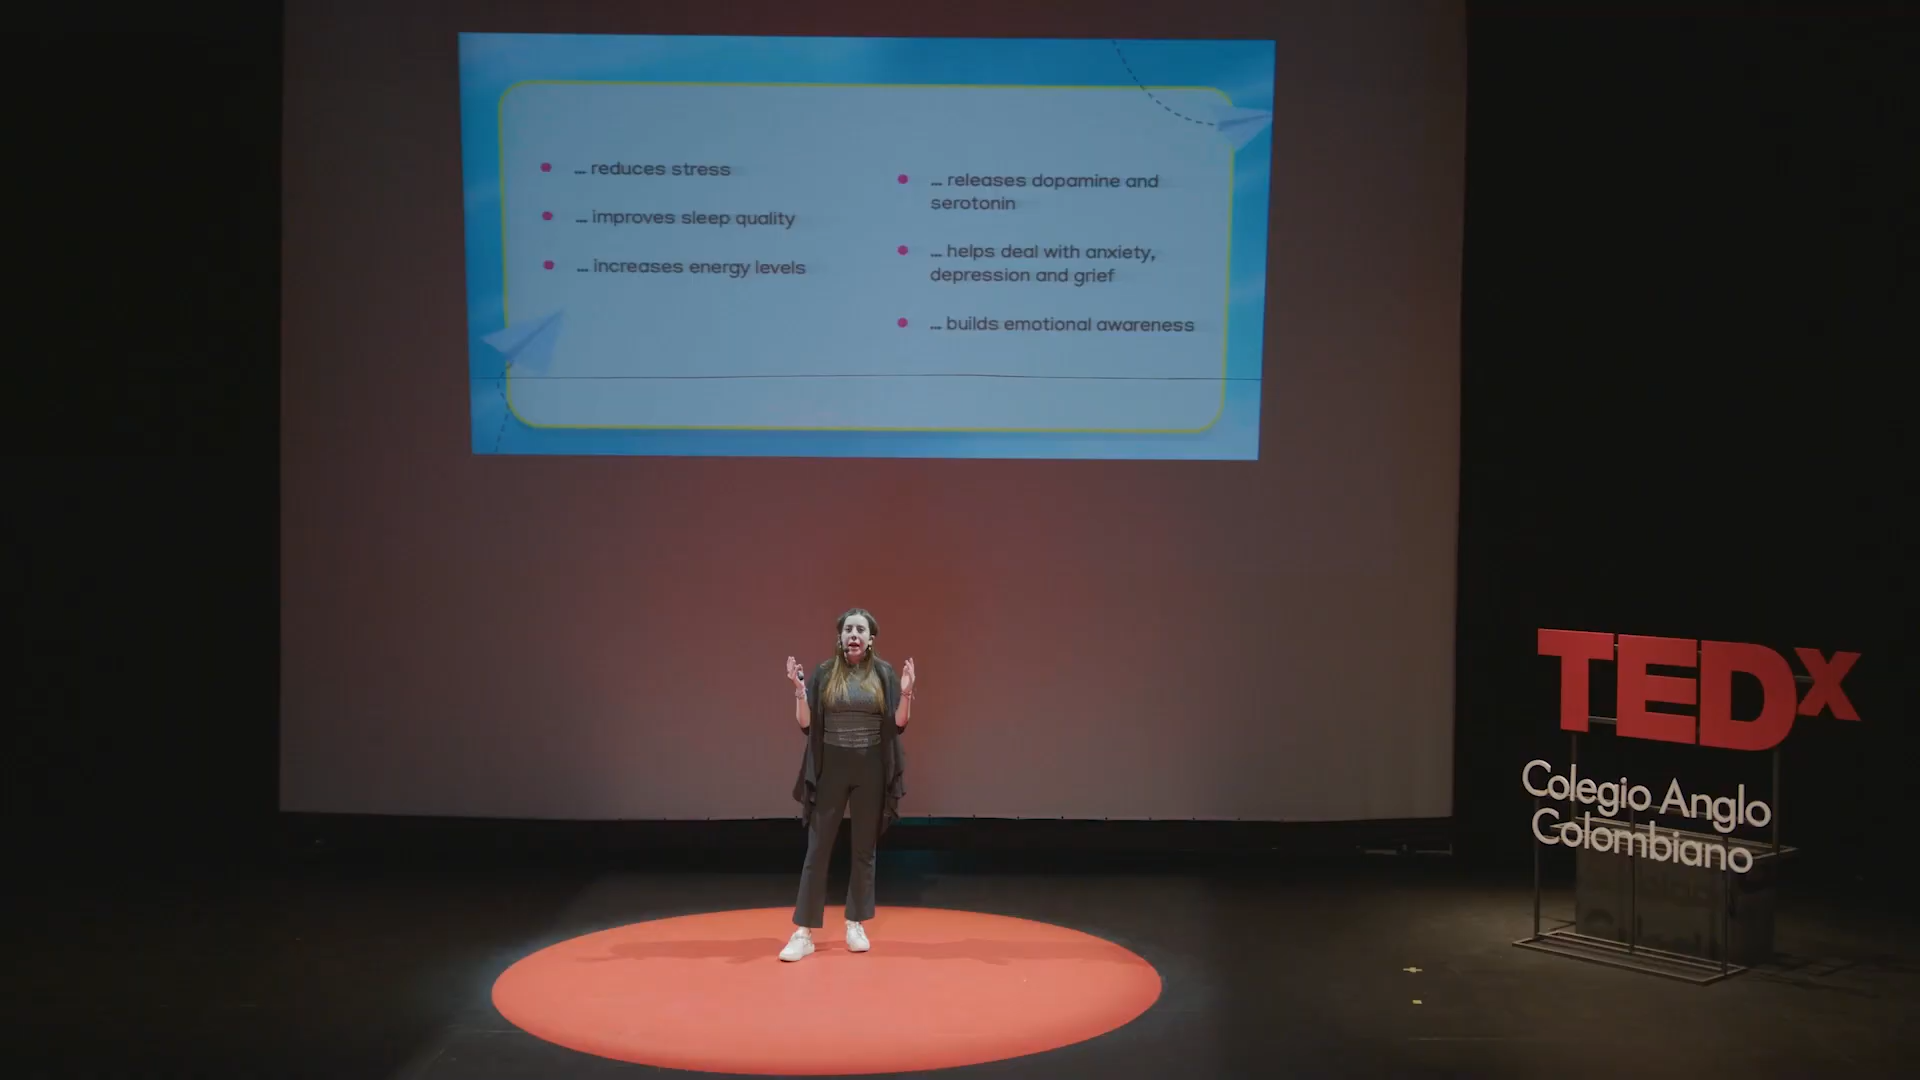 ... reduces stress
... improves sleep quality
... increases energy levels
... releases dopamine and
serotonin
... helps deal with anxiety,
depression and grief
... builds emotional awareness
TEDx
Colegio Anglo
Colombiano